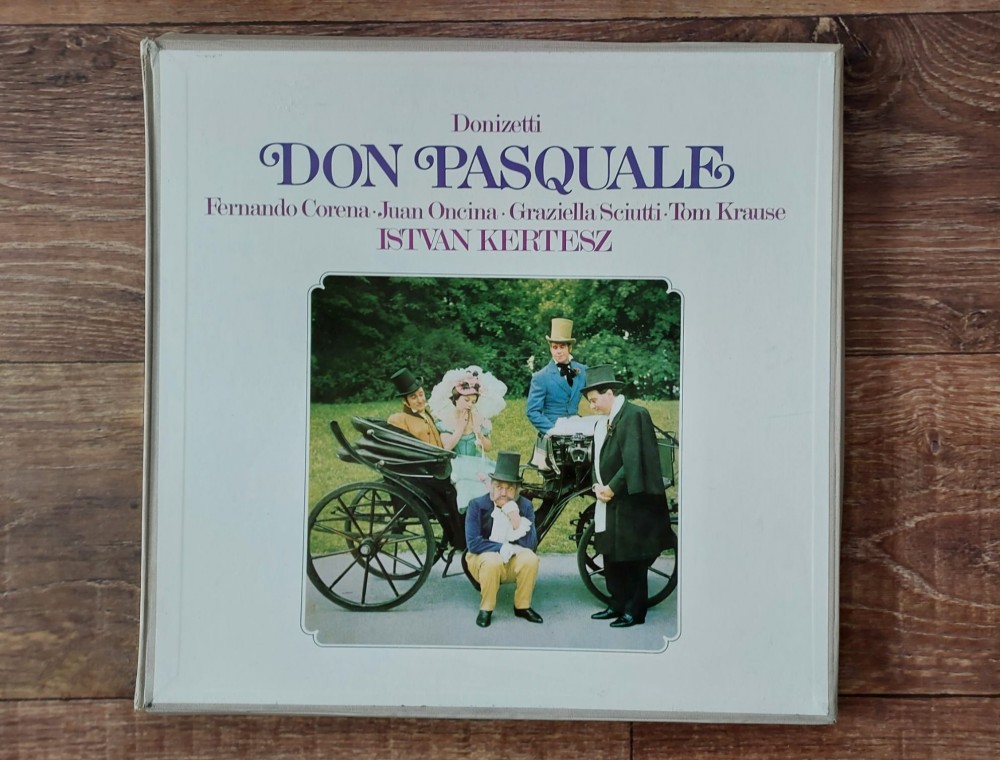 Donizetti
DON PASQUALE
Fernando Corena · Juan Oncina · Graziella Sciutti · Tom Krause
ISTVAN KERTESZ